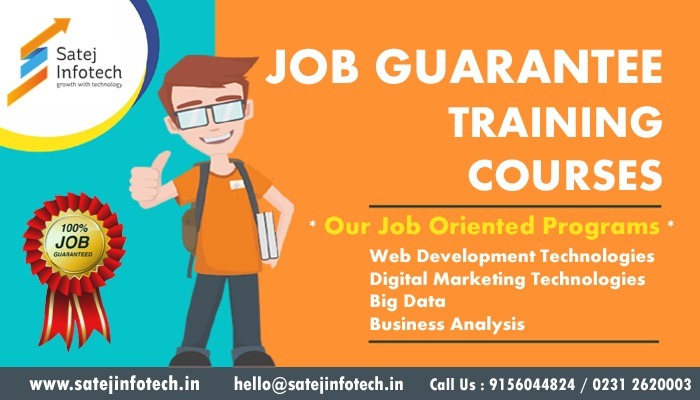 Satej
Infotech
growth with technology
JOB GUARANTEE
TRAINING
COURSES
* Our Job Oriented Programs *
Web Development Technologies
Digital Marketing Technologies
Big Data
Business Analysis
100%
JOB
GUARANTEED
www.satejinfotech.in hello@satejinfotech.in Call Us : 9156044824 / 0231 2620003